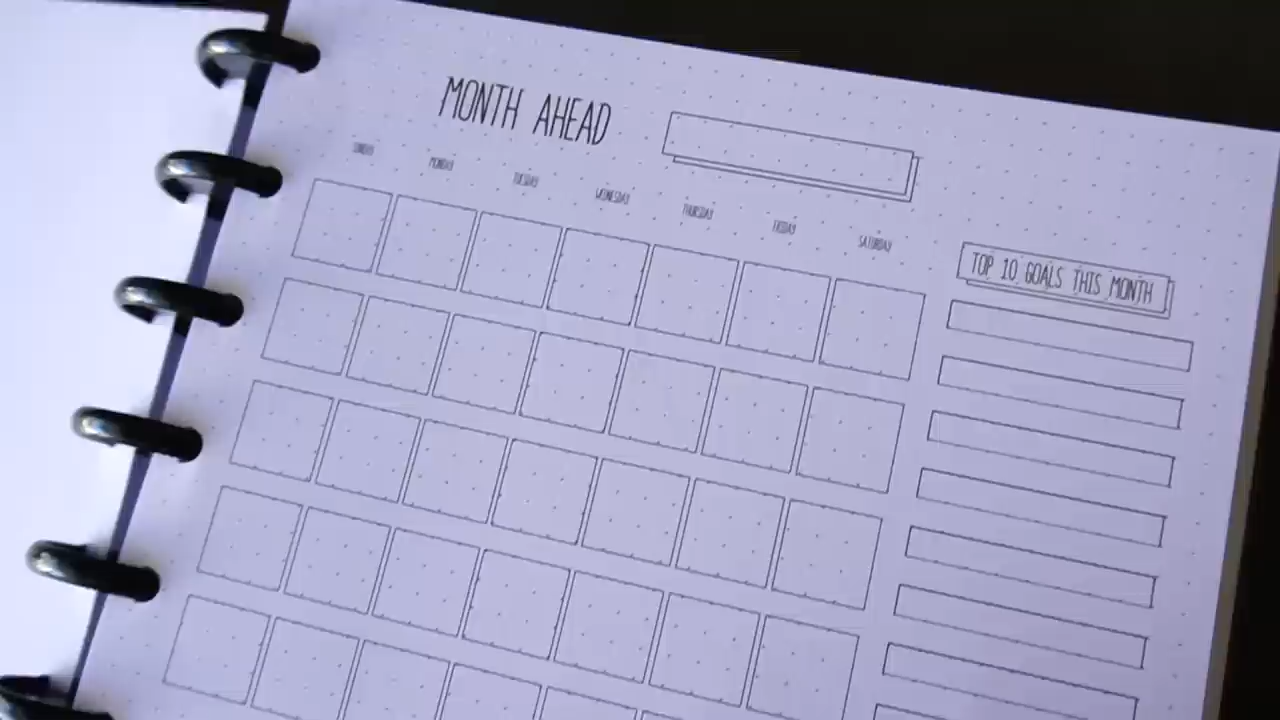 MONTH AHEAD
SUNDAY MONDAY TUESDAY WEDNESDAY THURSDAY FRIDAY SATURDAY
TOP 10 GOALS THIS MONTH